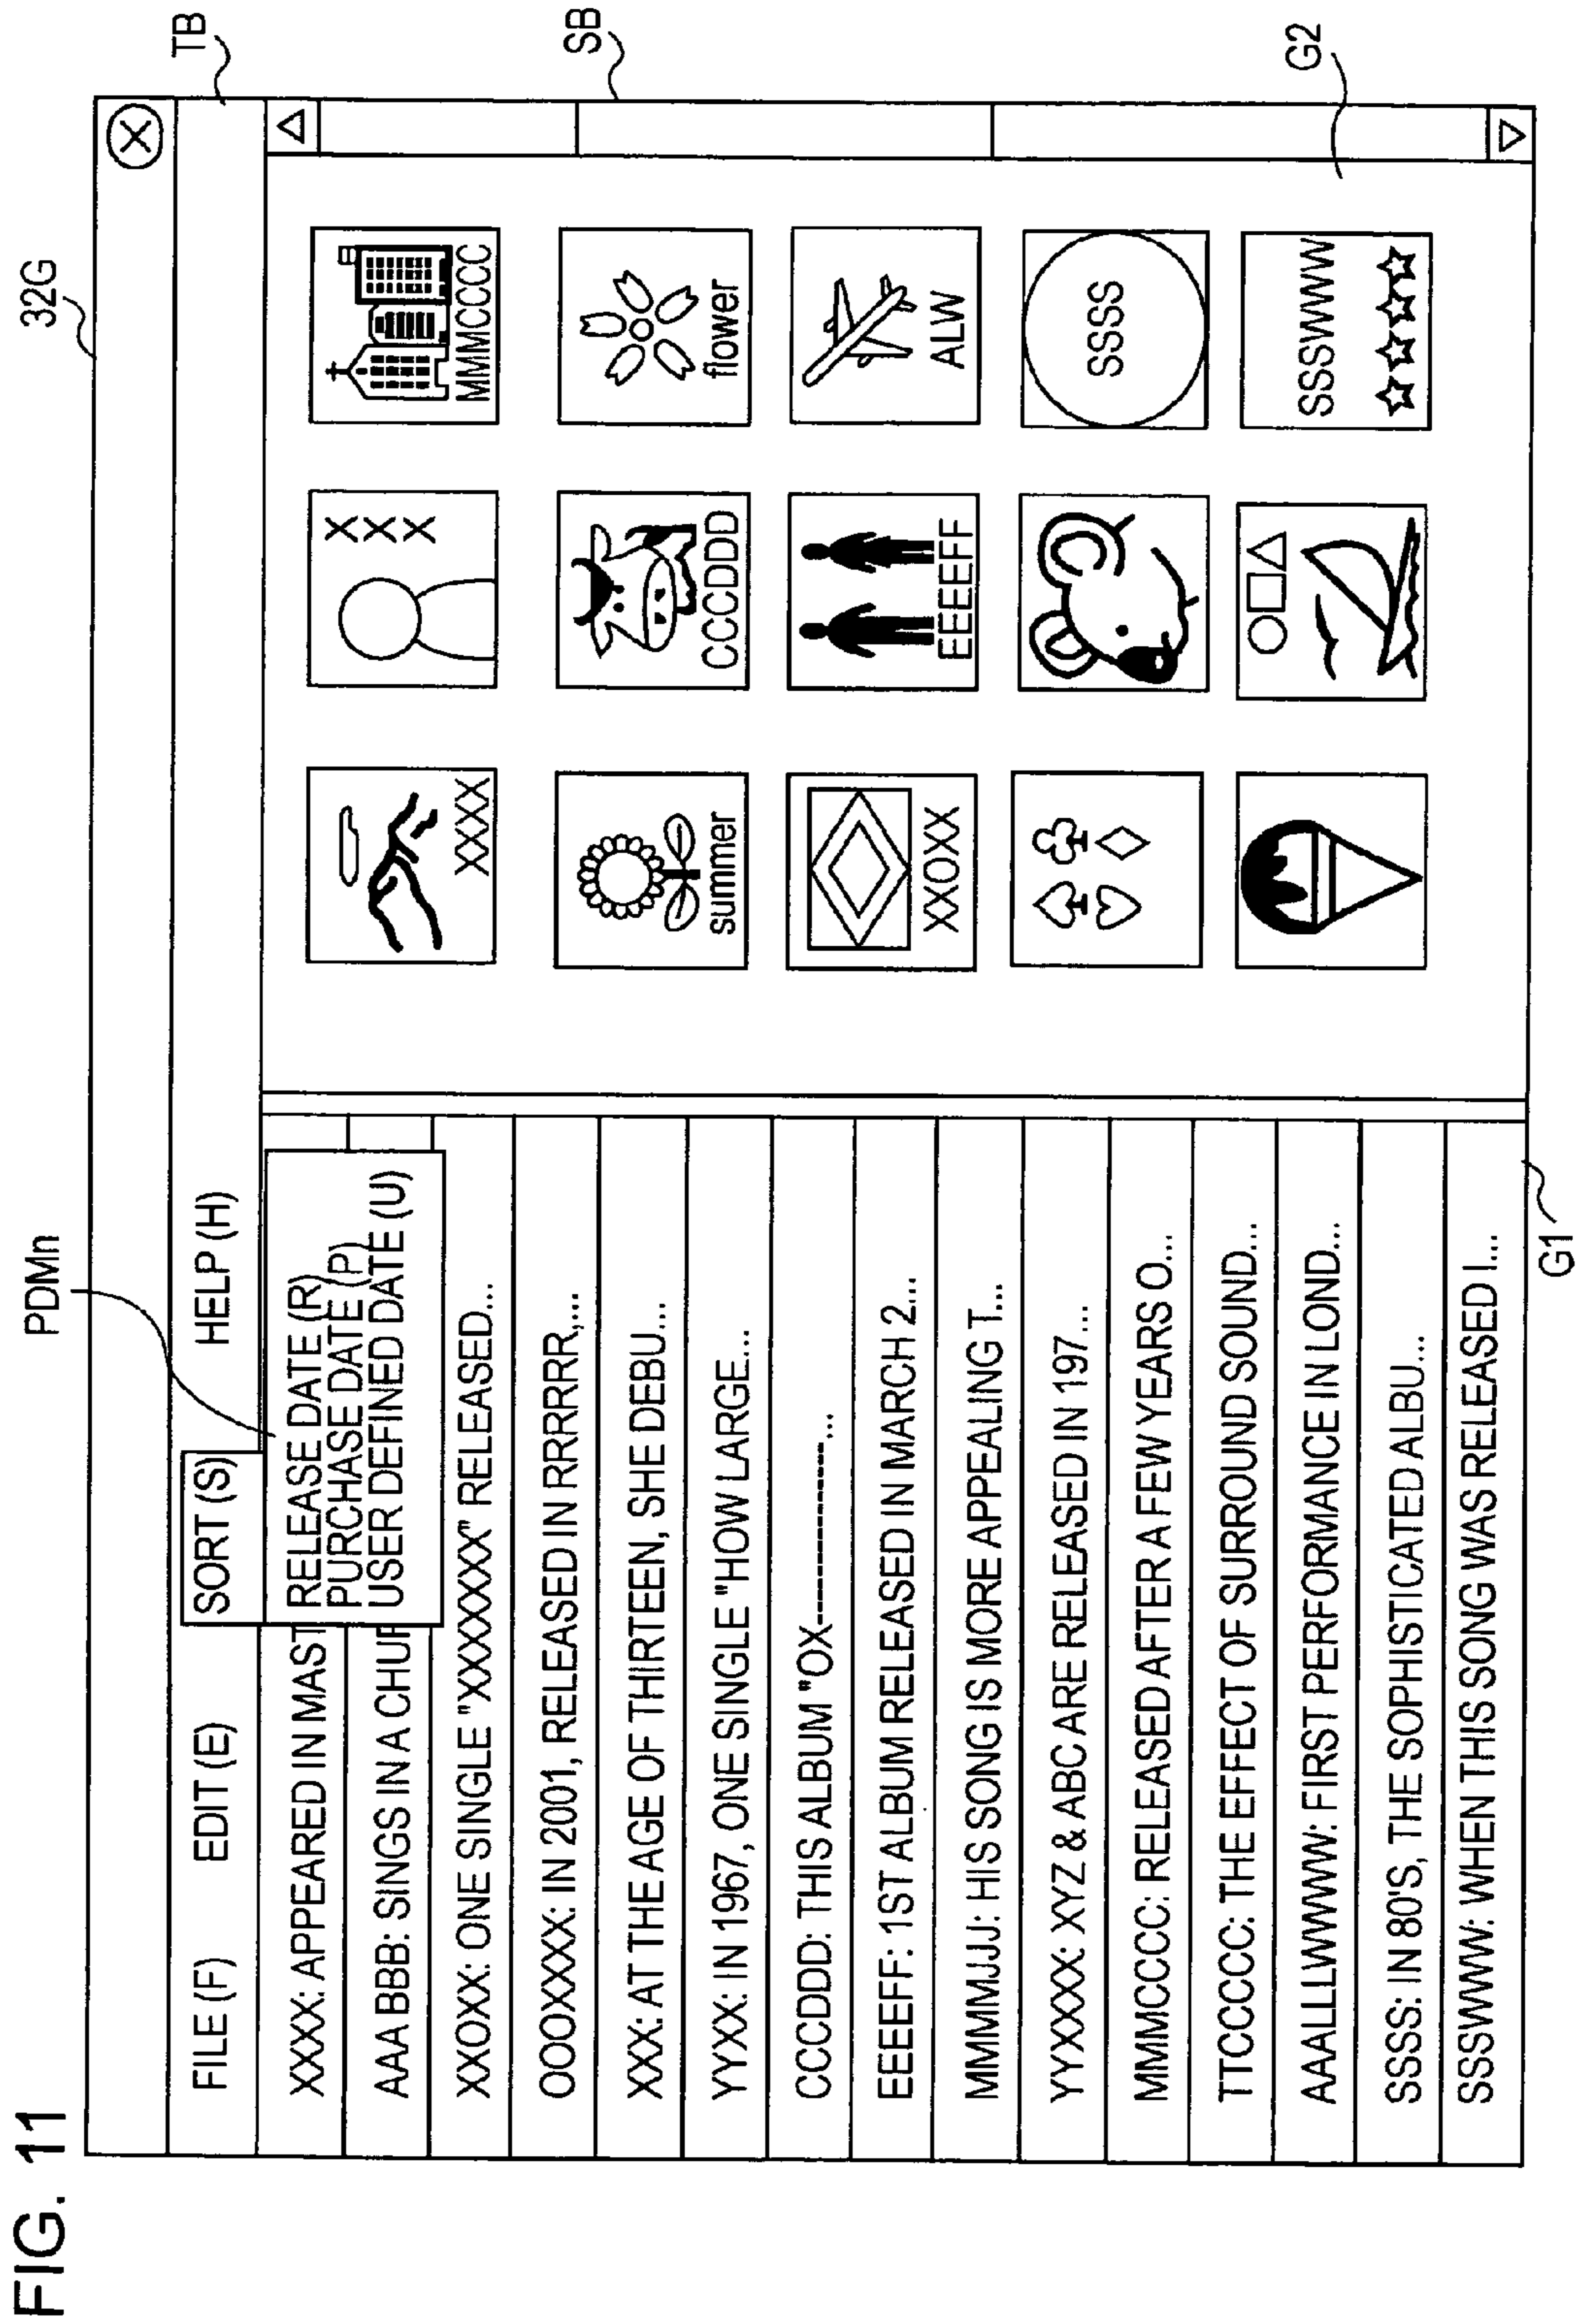 FIG. 11
32G
TB
PDMn
FILE (F) EDIT (E) SORT (S) HELP (H)
RELEASE DATE (R)
PURCHASE DATE (P)
USER DEFINED DATE (U)
XXXX: APPEARED IN MAST
AAA BBB: SINGS IN A CHUR
XXOXX: ONE SINGLE "XXXXXX" RELEASED...
OOOXXXX: IN 2001, RELEASED IN RRRRRR,...
XXX: AT THE AGE OF THIRTEEN, SHE DEBU...
YYXX: IN 1967, ONE SINGLE "HOW LARGE...
CCCDDD: THIS ALBUM "OX-------------...
EEEEFF: 1ST ALBUM RELEASED IN MARCH 2...
MMMMJJJ: HIS SONG IS MORE APPEALING T...
YYXXXX: XYZ & ABC ARE RELEASED IN 197...
MMMCCCC: RELEASED AFTER A FEW YEARS O...
TTCCCCC: THE EFFECT OF SURROUND SOUND...
AAALLLWWWW: FIRST PERFORMANCE IN LOND...
SSSS: IN 80'S, THE SOPHISTICATED ALBU...
SSSWWW: WHEN THIS SONG WAS RELEASED I...
XXXX
X X X
MMMCCCC
summer
CCCDDD
flower
XXOXX
EEEEFF
ALW
SSSS
SSSWWW
SB
G1
G2